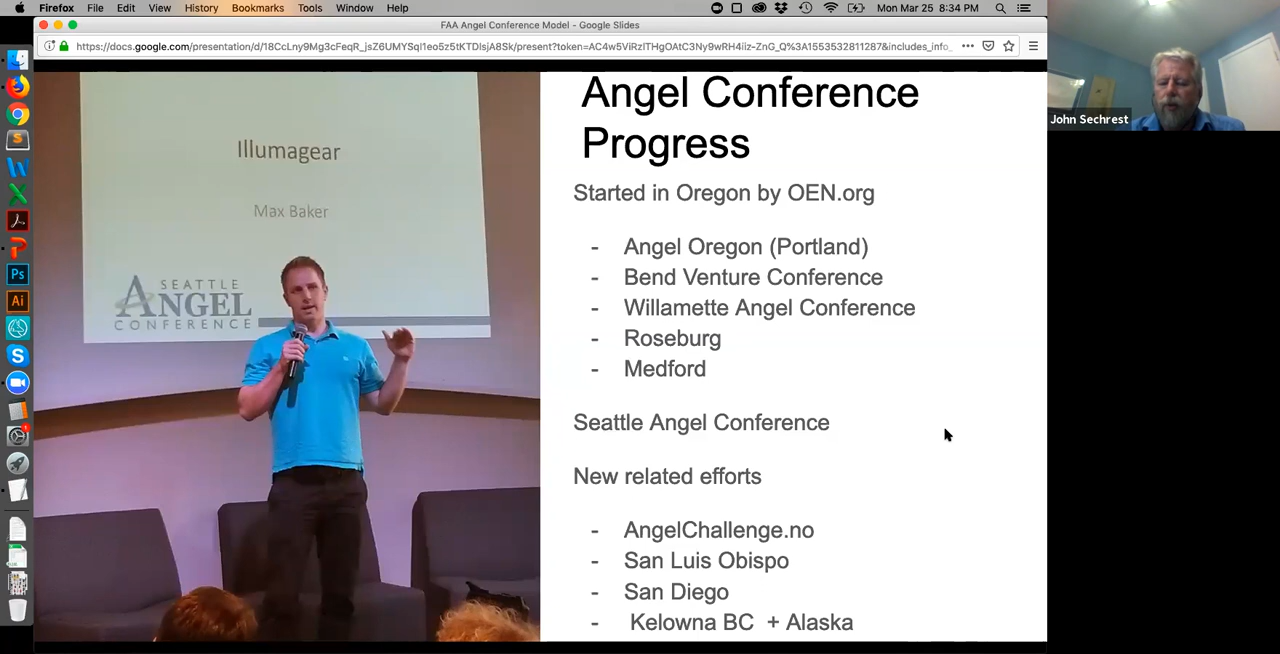 Firefox File Edit View History Bookmarks Tools Window Help
Mon Mar 25 8:34 PM
FAA Angel Conference Model - Google Slides
Illumagear
Max Baker
SEATTLE
ANGEL
CONFERENCE
Angel Conference
Progress
Started in Oregon by OEN.org
- Angel Oregon (Portland)
- Bend Venture Conference
- Willamette Angel Conference
- Roseburg
- Medford
Seattle Angel Conference
New related efforts
- AngelChallenge.no
- San Luis Obispo
- San Diego
- Kelowna BC + Alaska
John Sechrest
Ps
Ai